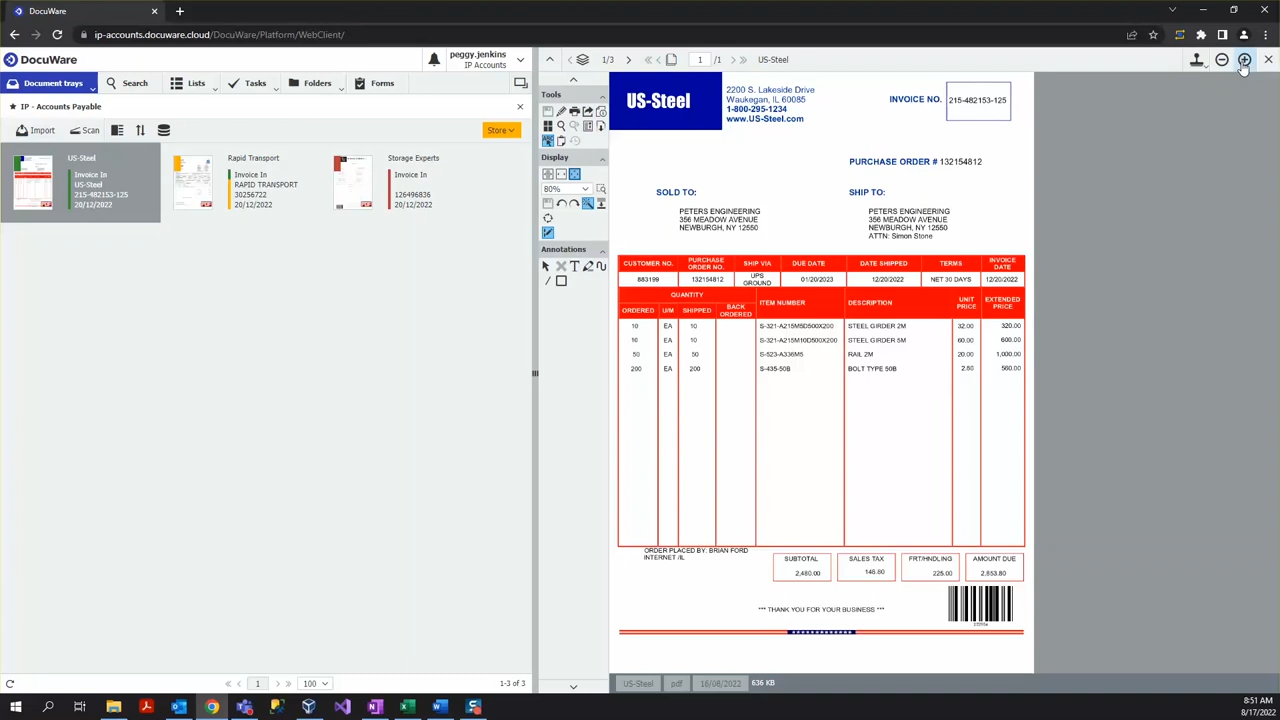 DocuWare
ip-accounts.docuware.cloud/DocuWare/Platform/WebClient/
DocuWare
peggy.jenkins
IP Accounts
Document trays
Search
Lists
Tasks
Folders
Forms
IP - Accounts Payable
Import
Scan
Store
US-Steel
Invoice In
US-Steel
215-482153-125
20/12/2022
Rapid Transport
Invoice In
RAPID TRANSPORT
30256722
20/12/2022
Storage Experts
Invoice In
126496836
20/12/2022
1
100
1-3 of 3
1/3
1
/1
US-Steel
Tools
Display
80%
Annotations
US-Steel
2200 S. Lakeside Drive
Waukegan, IL 60085
1-800-295-1234
www.US-Steel.com
INVOICE NO.
215-482153-125
PURCHASE ORDER # 132154812
SOLD TO:
PETERS ENGINEERING
356 MEADOW AVENUE
NEWBURGH, NY 12550
SHIP TO:
PETERS ENGINEERING
356 MEADOW AVENUE
NEWBURGH, NY 12550
ATTN: Simon Stone
CUSTOMER NO. PURCHASE ORDER NO. SHIP VIA DUE DATE DATE SHIPPED TERMS INVOICE DATE
883199 132154812 UPS GROUND 01/20/2023 12/20/2022 NET 30 DAYS 12/20/2022
QUANTITY
ORDERED U/M SHIPPED BACK ORDERED ITEM NUMBER DESCRIPTION UNIT PRICE EXTENDED PRICE
10 EA 10 S-321-A215M5D500X200 STEEL GIRDER 2M 32.00 320.00
10 EA 10 S-321-A215M10D500X200 STEEL GIRDER 5M 60.00 600.00
50 EA 50 S-523-A336M5 RAIL 2M 20.00 1,000.00
200 EA 200 S-435-50B BOLT TYPE 50B 2.80 560.00
ORDER PLACED BY: BRIAN FORD
INTERNET /IL
SUBTOTAL SALES TAX FRT/HNDLING AMOUNT DUE
2,480.00 148.80 225.00 2,853.80
*** THANK YOU FOR YOUR BUSINESS ***
US-Steel
pdf
16/08/2022
636 KB
8:51 AM
8/17/2022